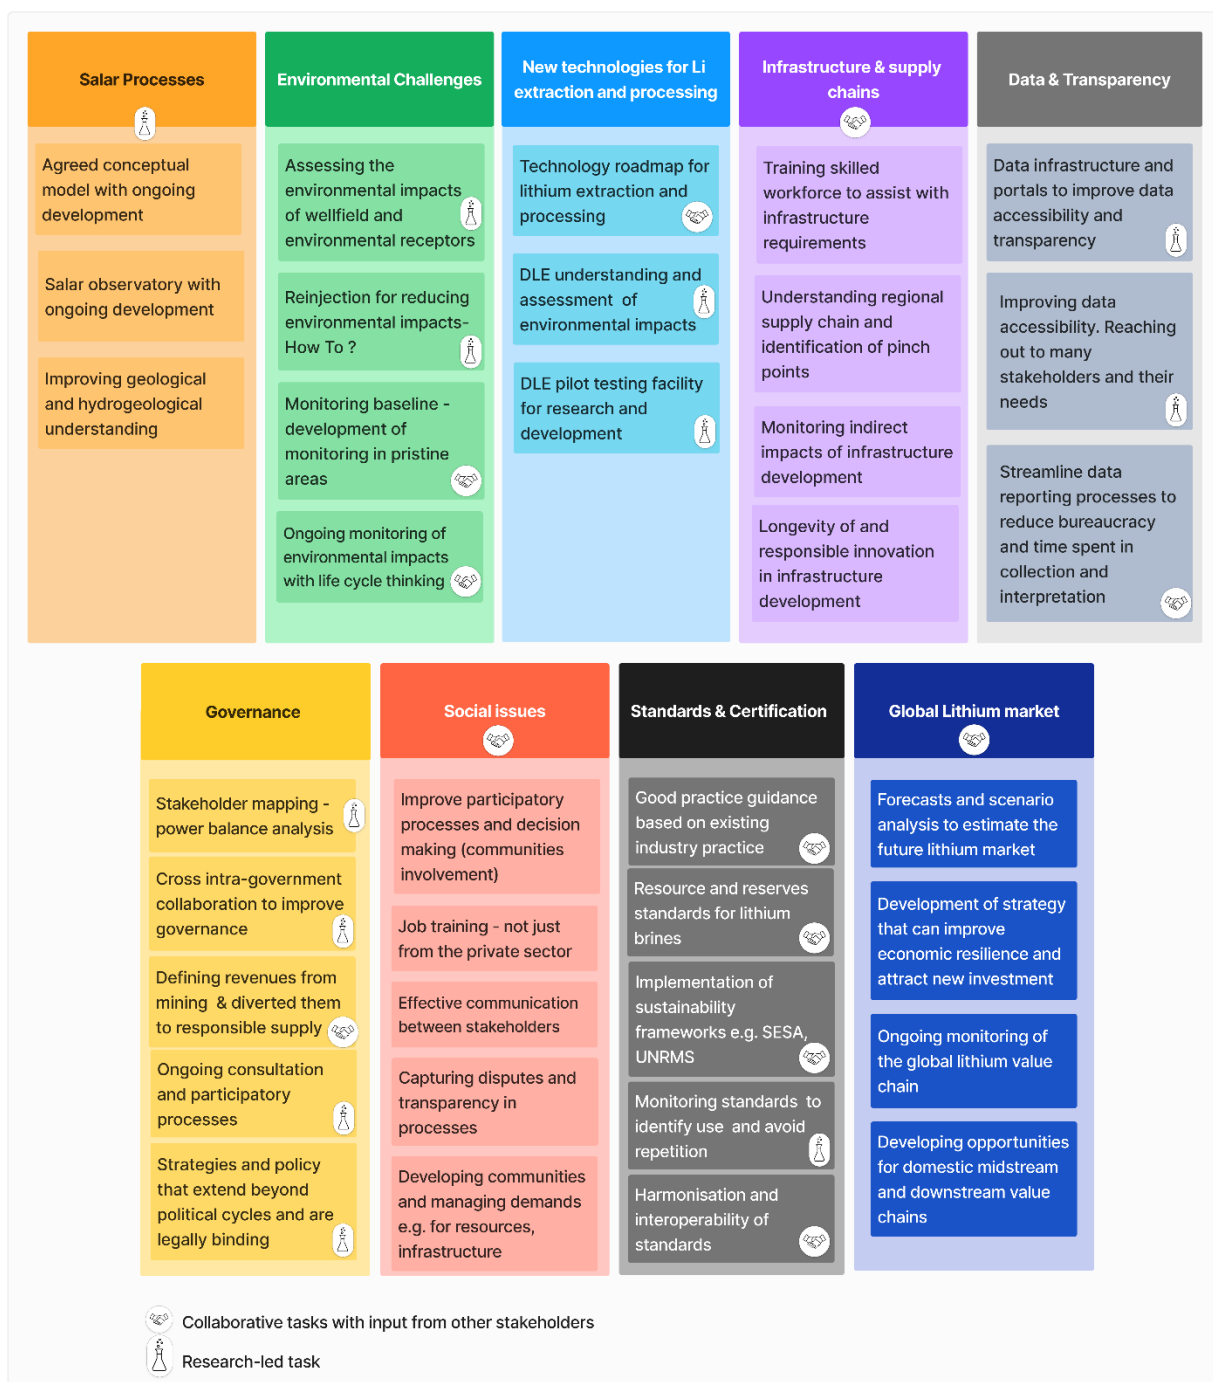 Salar Processes
Agreed conceptual
model with ongoing
development
Salar observatory with
ongoing development
Improving geological
and hydrogeological
understanding
Environmental Challenges
Assessing the
environmental impacts
of wellfield and
environmental receptors
Reinjection for reducing
environmental impacts-
How To ?
Monitoring baseline -
development of
monitoring in pristine
areas
Ongoing monitoring of
environmental impacts
with life cycle thinking
New technologies for Li
extraction and processing
Technology roadmap for
lithium extraction and
processing
DLE understanding and
assessment of
environmental impacts
DLE pilot testing facility
for research and
development
Infrastructure & supply
chains
Training skilled
workforce to assist with
infrastructure
requirements
Understanding regional
supply chain and
identification of pinch
points
Monitoring indirect
impacts of infrastructure
development
Longevity of and
responsible innovation
in infrastructure
development
Data & Transparency
Data infrastructure and
portals to improve data
accessibility and
transparency
Improving data
accessibility. Reaching
out to many
stakeholders and their
needs
Streamline data
reporting processes to
reduce bureaucracy
and time spent in
collection and
interpretation
Governance
Stakeholder mapping -
power balance analysis
Cross intra-government
collaboration to improve
governance
Defining revenues from
mining & diverted them
to responsible supply
Ongoing consultation
and participatory
processes
Strategies and policy
that extend beyond
political cycles and are
legally binding
Social issues
Improve participatory
processes and decision
making (communities
involvement)
Job training - not just
from the private sector
Effective communication
between stakeholders
Capturing disputes and
transparency in
processes
Developing communities
and managing demands
e.g. for resources,
infrastructure
Standards & Certification
Good practice guidance
based on existing
industry practice
Resource and reserves
standards for lithium
brines
Implementation of
sustainability
frameworks e.g. SESA,
UNRMS
Monitoring standards to
identify use and avoid
repetition
Harmonisation and
interoperability of
standards
Global Lithium market
Forecasts and scenario
analysis to estimate the
future lithium market
Development of strategy
that can improve
economic resilience and
attract new investment
Ongoing monitoring of
the global lithium value
chain
Developing opportunities
for domestic midstream
and downstream value
chains
Collaborative tasks with input from other stakeholders
Research-led task